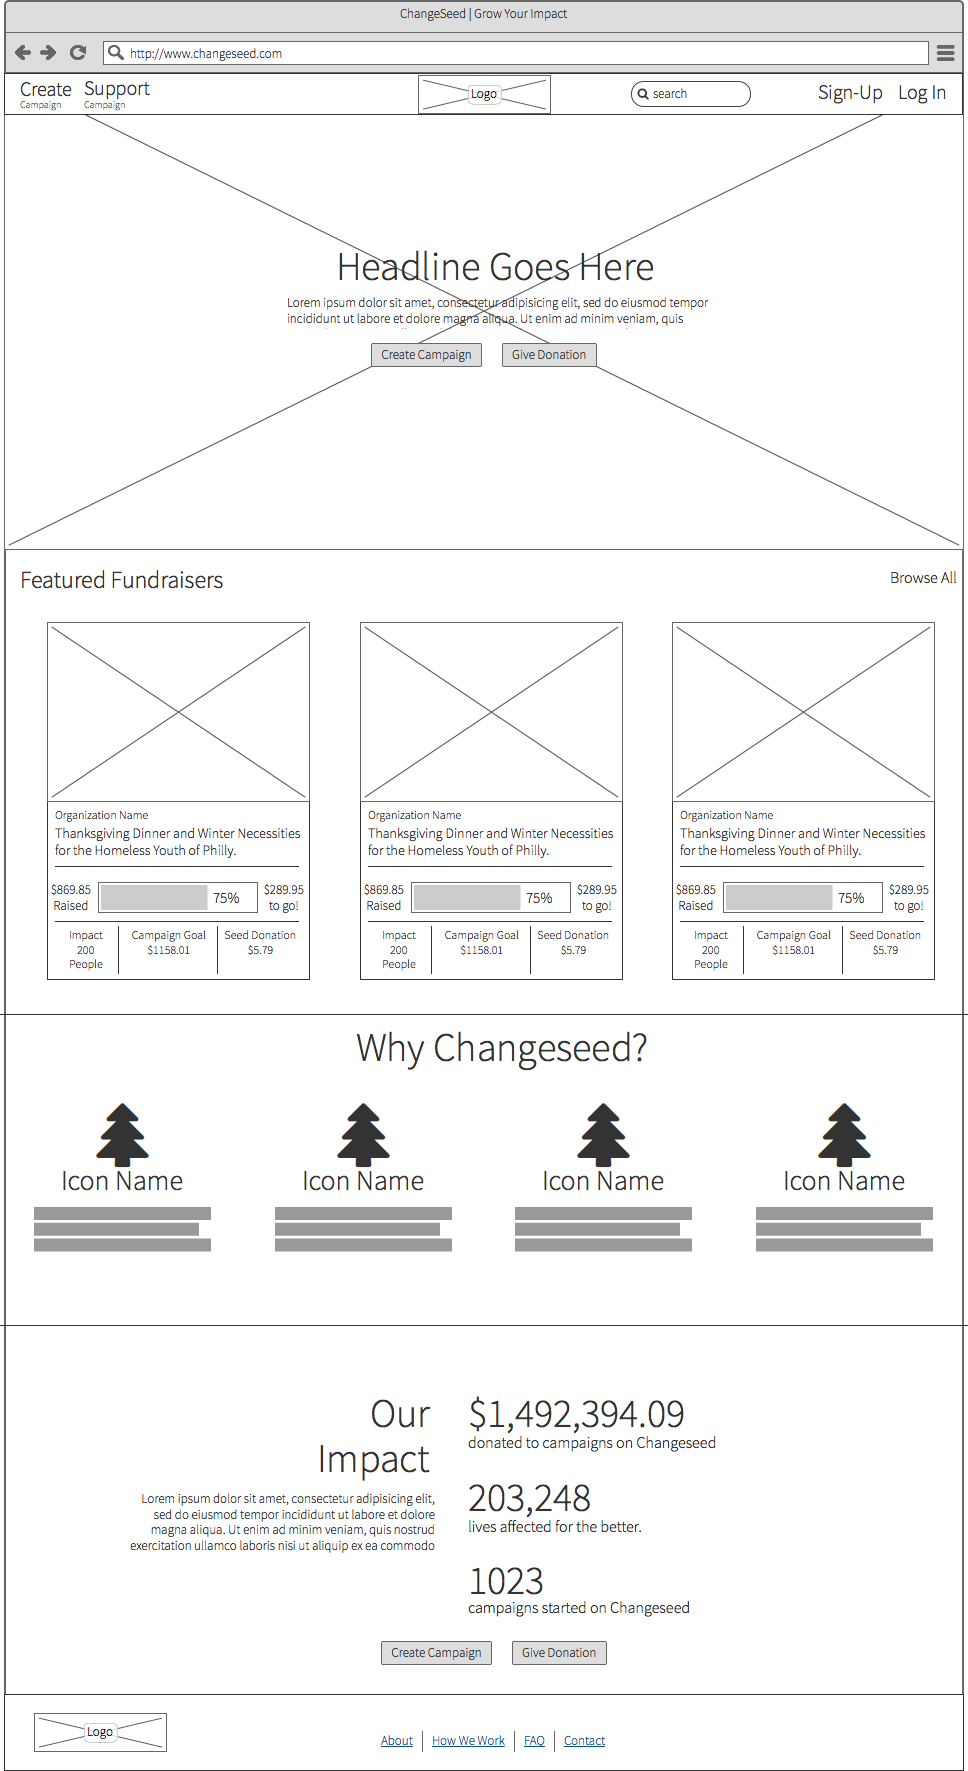 ChangeSeed | Grow Your Impact
http://www.changeseed.com
Create
Campaign
Support
Campaign
Logo
search
Sign-Up
Log In
Headline Goes Here
Lorem ipsum dolor sit amet, consectetur adipisicing elit, sed do eiusmod tempor
incididunt ut labore et dolore magna aliqua. Ut enim ad minim veniam, quis
Create Campaign
Give Donation
Featured Fundraisers
Browse All
Organization Name
Thanksgiving Dinner and Winter Necessities
for the Homeless Youth of Philly.
$869.85
Raised
75%
$289.95
to go!
Impact
200
People
Campaign Goal
$1158.01
Seed Donation
$5.79
Organization Name
Thanksgiving Dinner and Winter Necessities
for the Homeless Youth of Philly.
$869.85
Raised
75%
$289.95
to go!
Impact
200
People
Campaign Goal
$1158.01
Seed Donation
$5.79
Organization Name
Thanksgiving Dinner and Winter Necessities
for the Homeless Youth of Philly.
$869.85
Raised
75%
$289.95
to go!
Impact
200
People
Campaign Goal
$1158.01
Seed Donation
$5.79
Why Changeseed?
Icon Name
Icon Name
Icon Name
Icon Name
Our
Impact
Lorem ipsum dolor sit amet, consectetur adipisicing elit,
sed do eiusmod tempor incididunt ut labore et dolore
magna aliqua. Ut enim ad minim veniam, quis nostrud
exercitation ullamco laboris nisi ut aliquip ex ea commodo
$1,492,394.09
donated to campaigns on Changeseed
203,248
lives affected for the better.
1023
campaigns started on Changeseed
Create Campaign
Give Donation
Logo
About
How We Work
FAQ
Contact